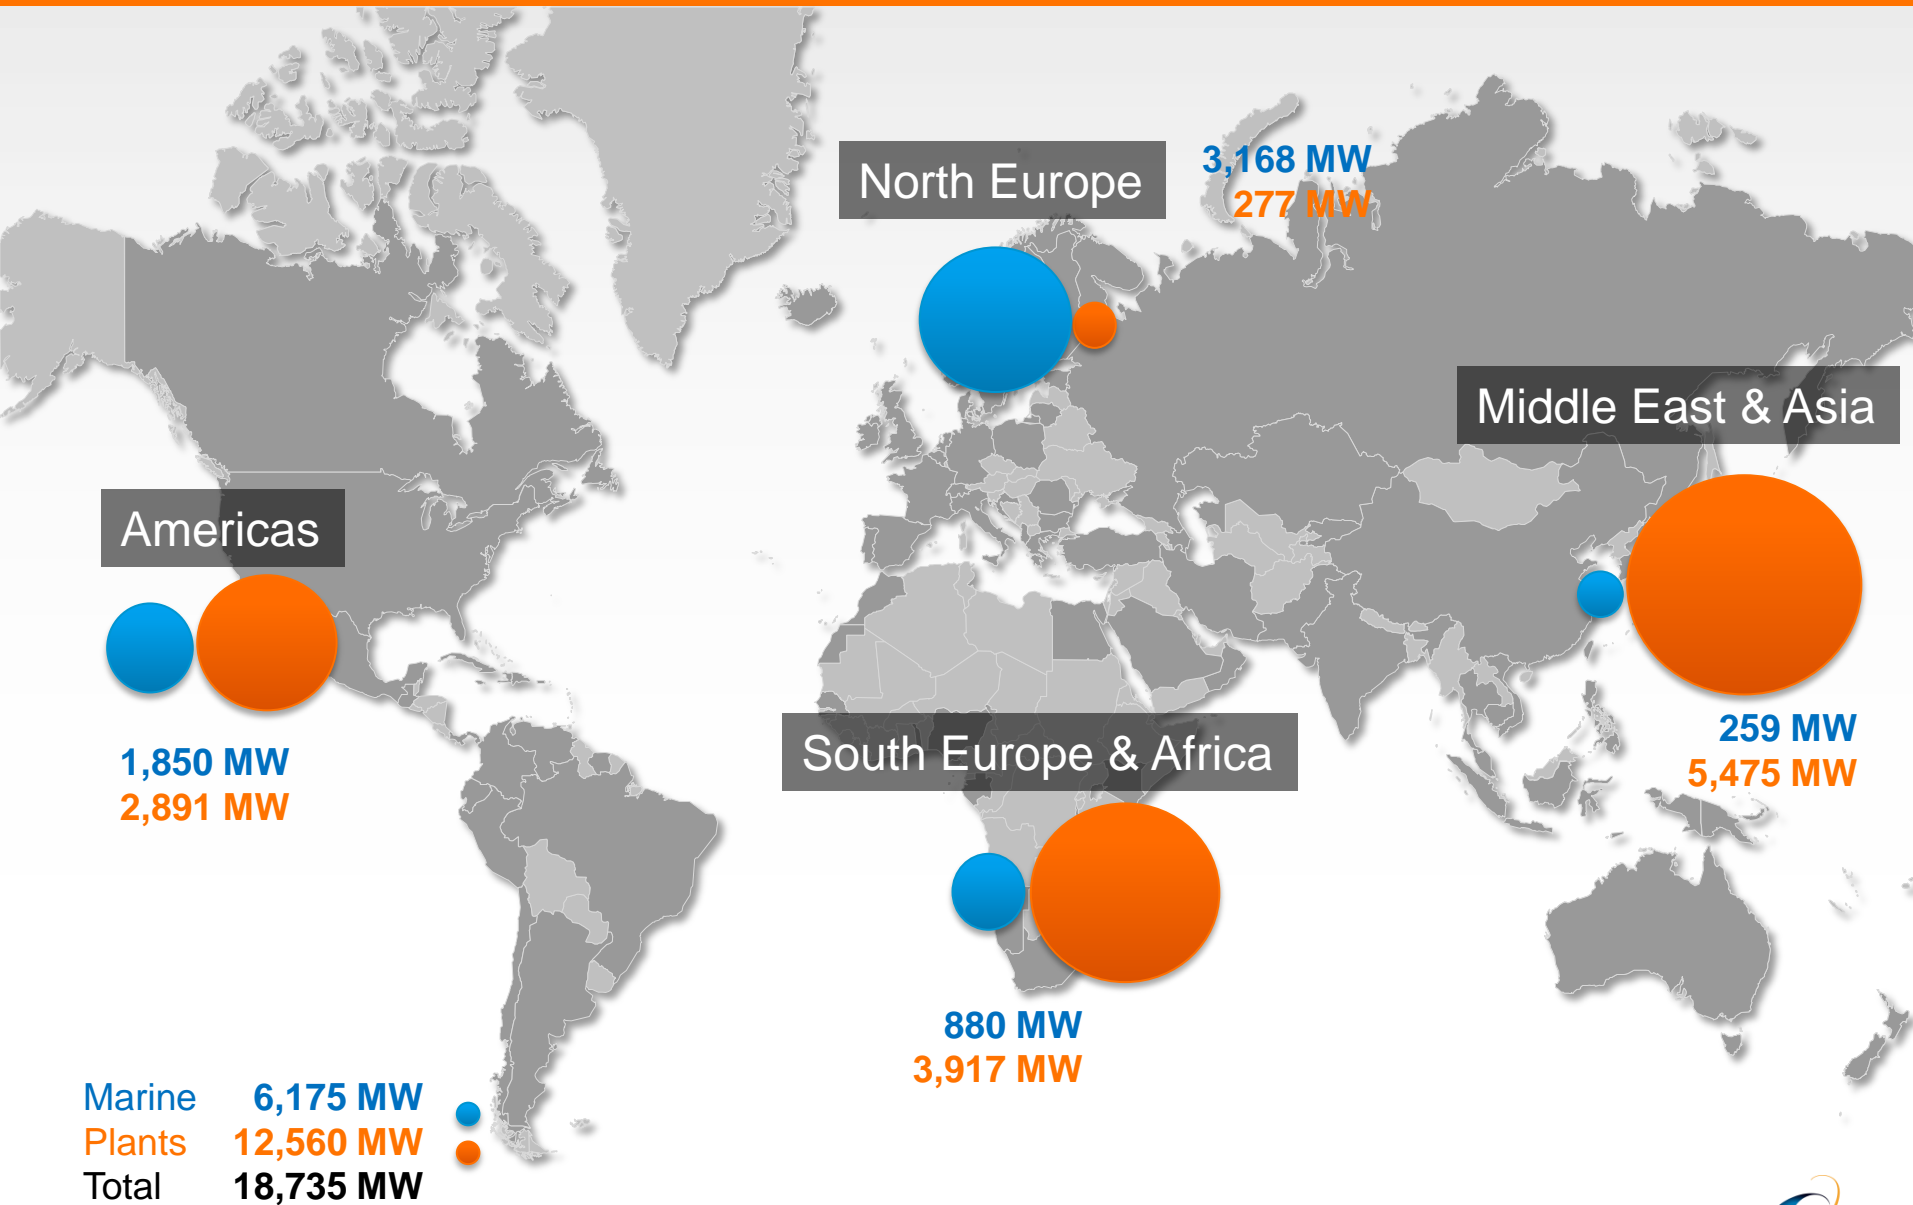 North Europe
3,168 MW
277 MW
Middle East & Asia
259 MW
5,475 MW
Americas
1,850 MW
2,891 MW
South Europe & Africa
880 MW
3,917 MW
Marine 6,175 MW
Plants 12,560 MW
Total 18,735 MW